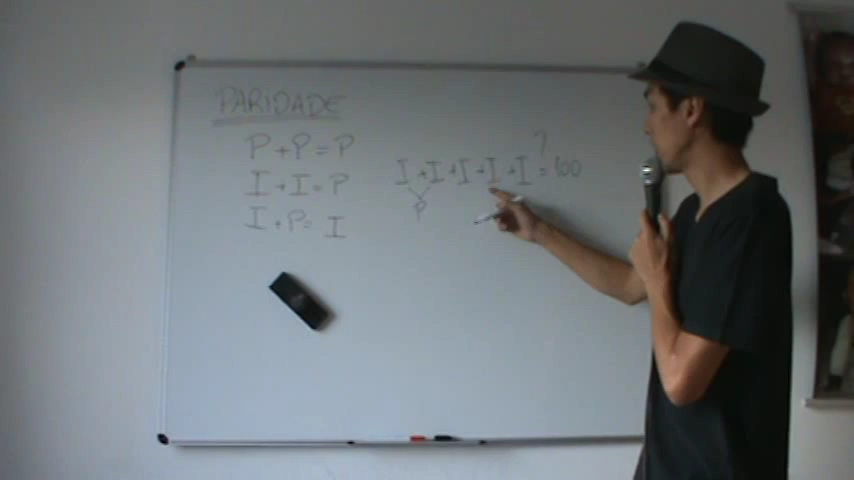 PARIDADE
P + P = P
I + I = P
I + P = I
?
I + I + I + I + I = 100
P